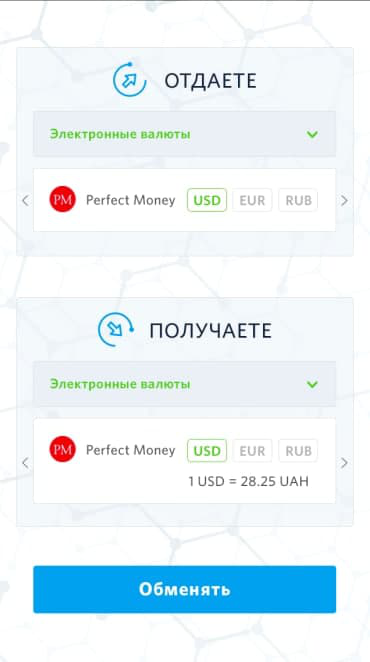 ОТДАЕТЕ
Электронные валюты
PM Perfect Money USD EUR RUB
ПОЛУЧАЕТЕ
Электронные валюты
PM Perfect Money USD EUR RUB
1 USD = 28.25 UAH
Обменять